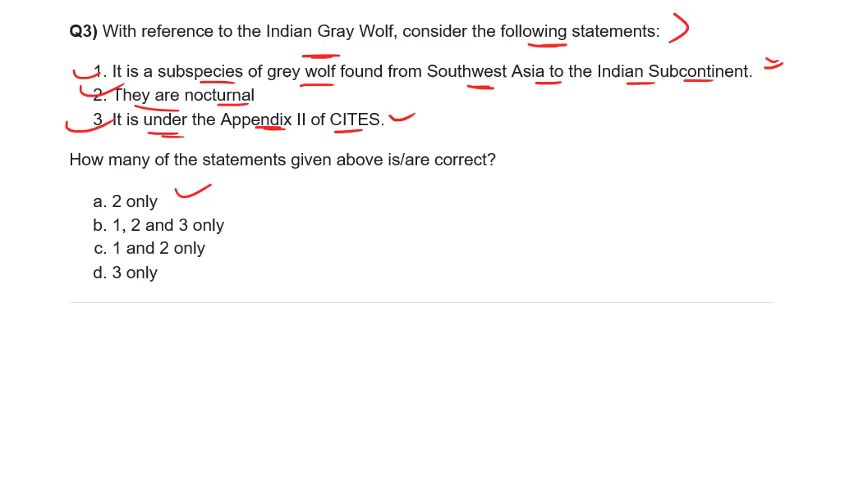 Q3) With reference to the Indian Gray Wolf, consider the following statements:
1. It is a subspecies of grey wolf found from Southwest Asia to the Indian Subcontinent.
2. They are nocturnal
3. It is under the Appendix II of CITES.
How many of the statements given above is/are correct?
a. 2 only
b. 1, 2 and 3 only
c. 1 and 2 only
d. 3 only